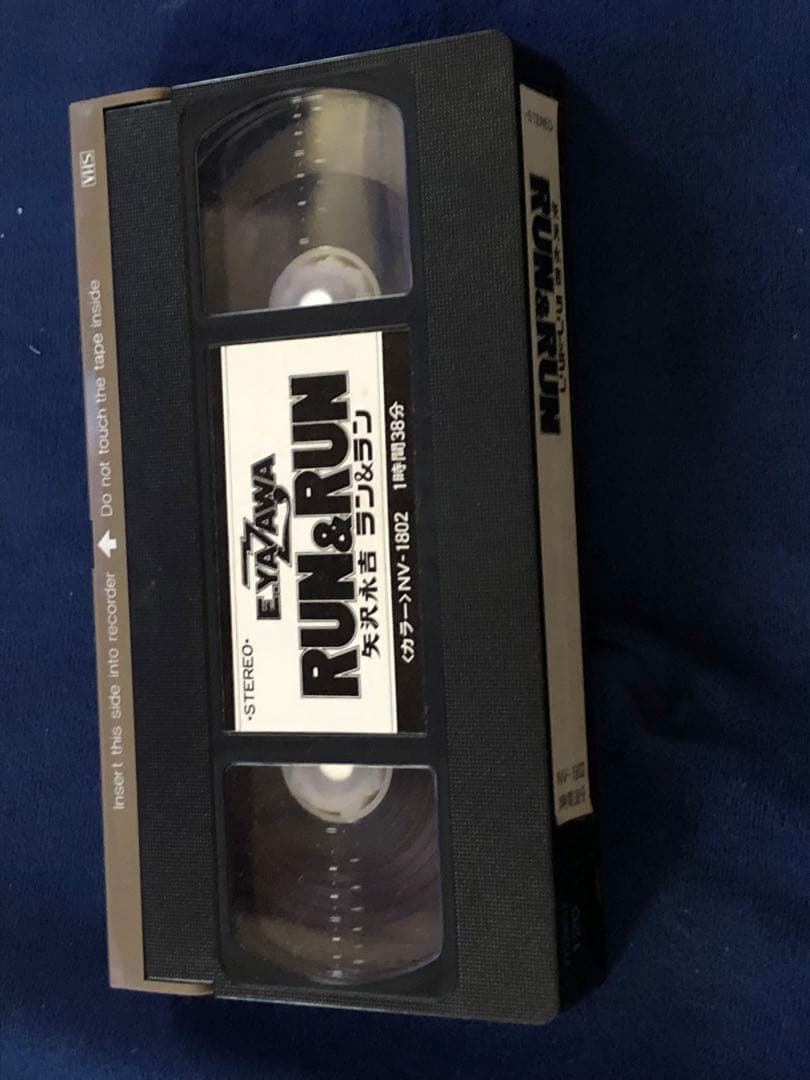 VHS
Insert this side into recorder Do not touch the tape inside
•STEREO•
E.YAZAWA
RUN&RUN
矢沢永吉 ラン&ラン
〈カラー〉NV-1802 1時間38分
RUN&RUN